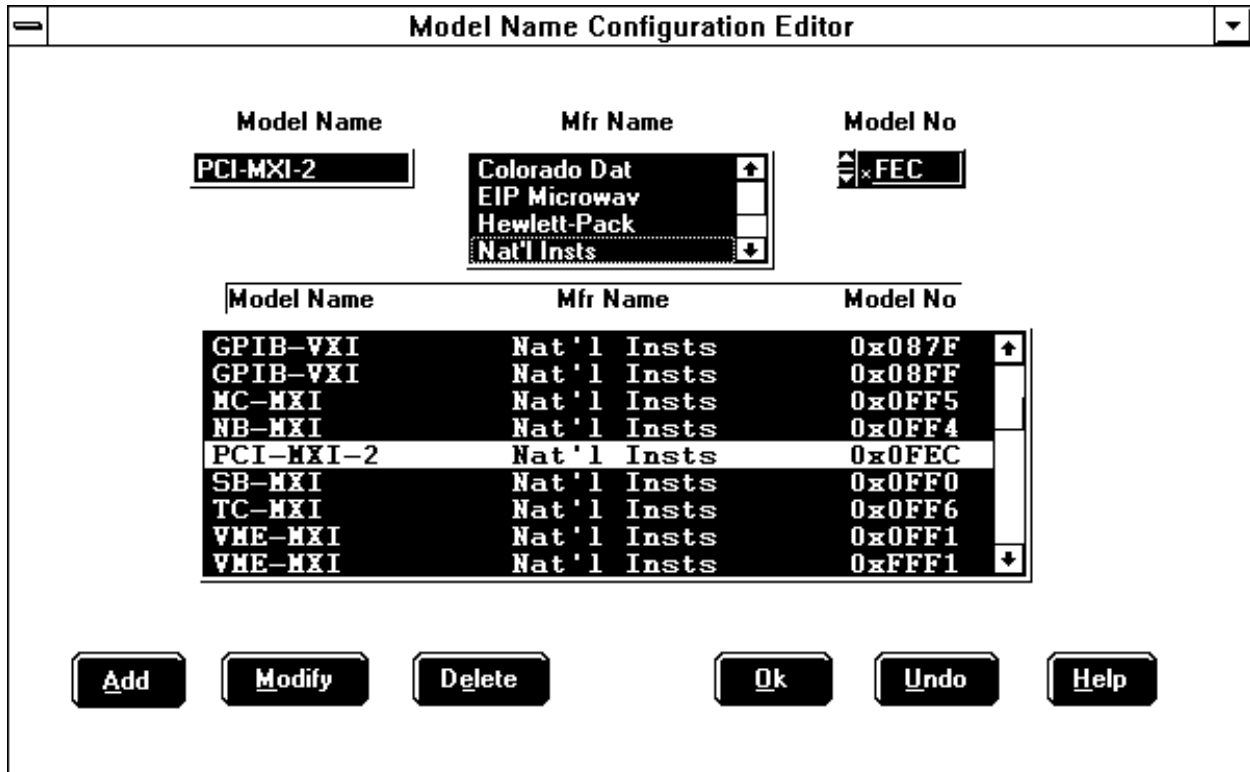 Model Name Configuration Editor
Model Name Mfr Name Model No
PCI-MXI-2 Colorado Dat xFEC
EIP Microwav
Hewlett-Pack
Nat'l Insts
Model Name Mfr Name Model No
GPIB-VXI Nat'l Insts 0x087F
GPIB-VXI Nat'l Insts 0x08FF
MC-MXI Nat'l Insts 0x0FF5
NB-MXI Nat'l Insts 0x0FF4
PCI-MXI-2 Nat'l Insts 0x0FEC
SB-MXI Nat'l Insts 0x0FF0
TC-MXI Nat'l Insts 0x0FF6
VME-MXI Nat'l Insts 0x0FF1
VME-MXI Nat'l Insts 0xFFF1
Add Modify Delete Ok Undo Help